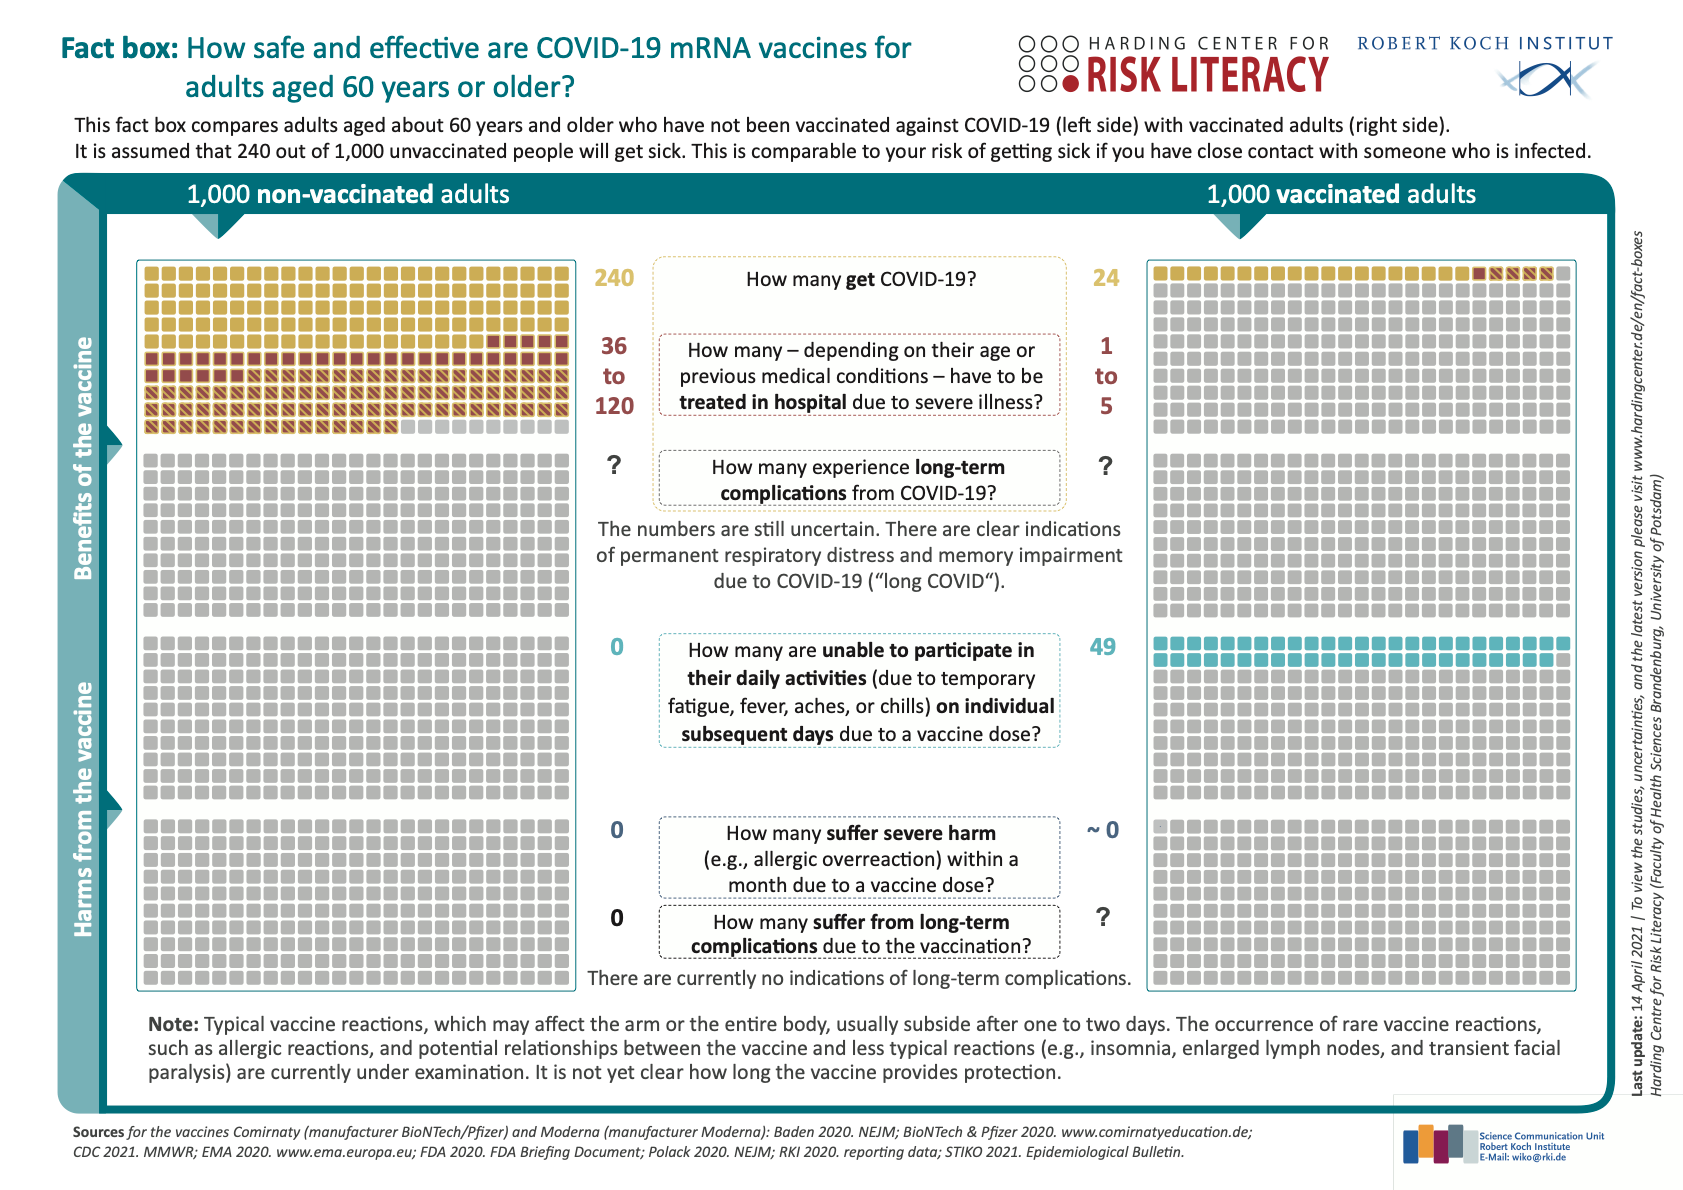 Fact box: How safe and effective are COVID-19 mRNA vaccines for
adults aged 60 years or older?
HARDING CENTER FOR
RISK LITERACY
ROBERT KOCH INSTITUT
This fact box compares adults aged about 60 years and older who have not been vaccinated against COVID-19 (left side) with vaccinated adults (right side).
It is assumed that 240 out of 1,000 unvaccinated people will get sick. This is comparable to your risk of getting sick if you have close contact with someone who is infected.
1,000 non-vaccinated adults
1,000 vaccinated adults
Benefits of the vaccine
240
How many get COVID-19?
24
36
to
120
How many – depending on their age or
previous medical conditions – have to be
treated in hospital due to severe illness?
1
to
5
?
How many experience long-term
complications from COVID-19?
?
The numbers are still uncertain. There are clear indications
of permanent respiratory distress and memory impairment
due to COVID-19 (“long COVID“).
Harms from the vaccine
0
How many are unable to participate in
their daily activities (due to temporary
fatigue, fever, aches, or chills) on individual
subsequent days due to a vaccine dose?
49
0
How many suffer severe harm
(e.g., allergic overreaction) within a
month due to a vaccine dose?
~ 0
0
How many suffer from long-term
complications due to the vaccination?
?
There are currently no indications of long-term complications.
Note: Typical vaccine reactions, which may affect the arm or the entire body, usually subside after one to two days. The occurrence of rare vaccine reactions,
such as allergic reactions, and potential relationships between the vaccine and less typical reactions (e.g., insomnia, enlarged lymph nodes, and transient facial
paralysis) are currently under examination. It is not yet clear how long the vaccine provides protection.
Last update: 14 April 2021 | To view the studies, uncertainties, and the latest version please visit www.hardingcenter.de/en/fact-boxes
Harding Centre for Risk Literacy (Faculty of Health Sciences Brandenburg, University of Potsdam)
Sources for the vaccines Comirnaty (manufacturer BioNTech/Pfizer) and Moderna (manufacturer Moderna): Baden 2020. NEJM; BioNTech & Pfizer 2020. www.comirnatyeducation.de;
CDC 2021. MMWR; EMA 2020. www.ema.europa.eu; FDA 2020. FDA Briefing Document; Polack 2020. NEJM; RKI 2020. reporting data; STIKO 2021. Epidemiological Bulletin.
Science Communication Unit
Robert Koch Institute
E-Mail: wiko@rki.de